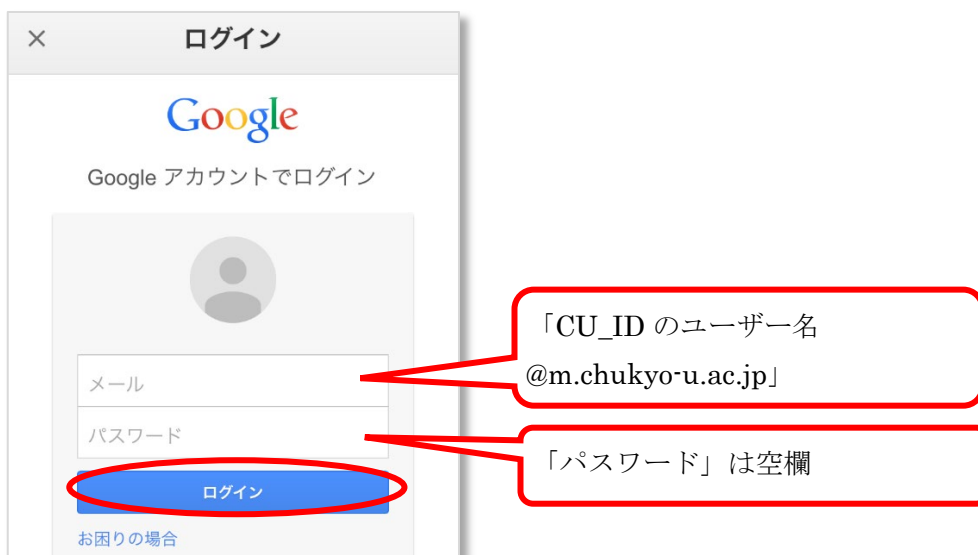 × ログイン
Google
Google アカウントでログイン
「CU_ID のユーザー名
@m.chukyo-u.ac.jp」
メール
パスワード
「パスワード」は空欄
ログイン
お困りの場合